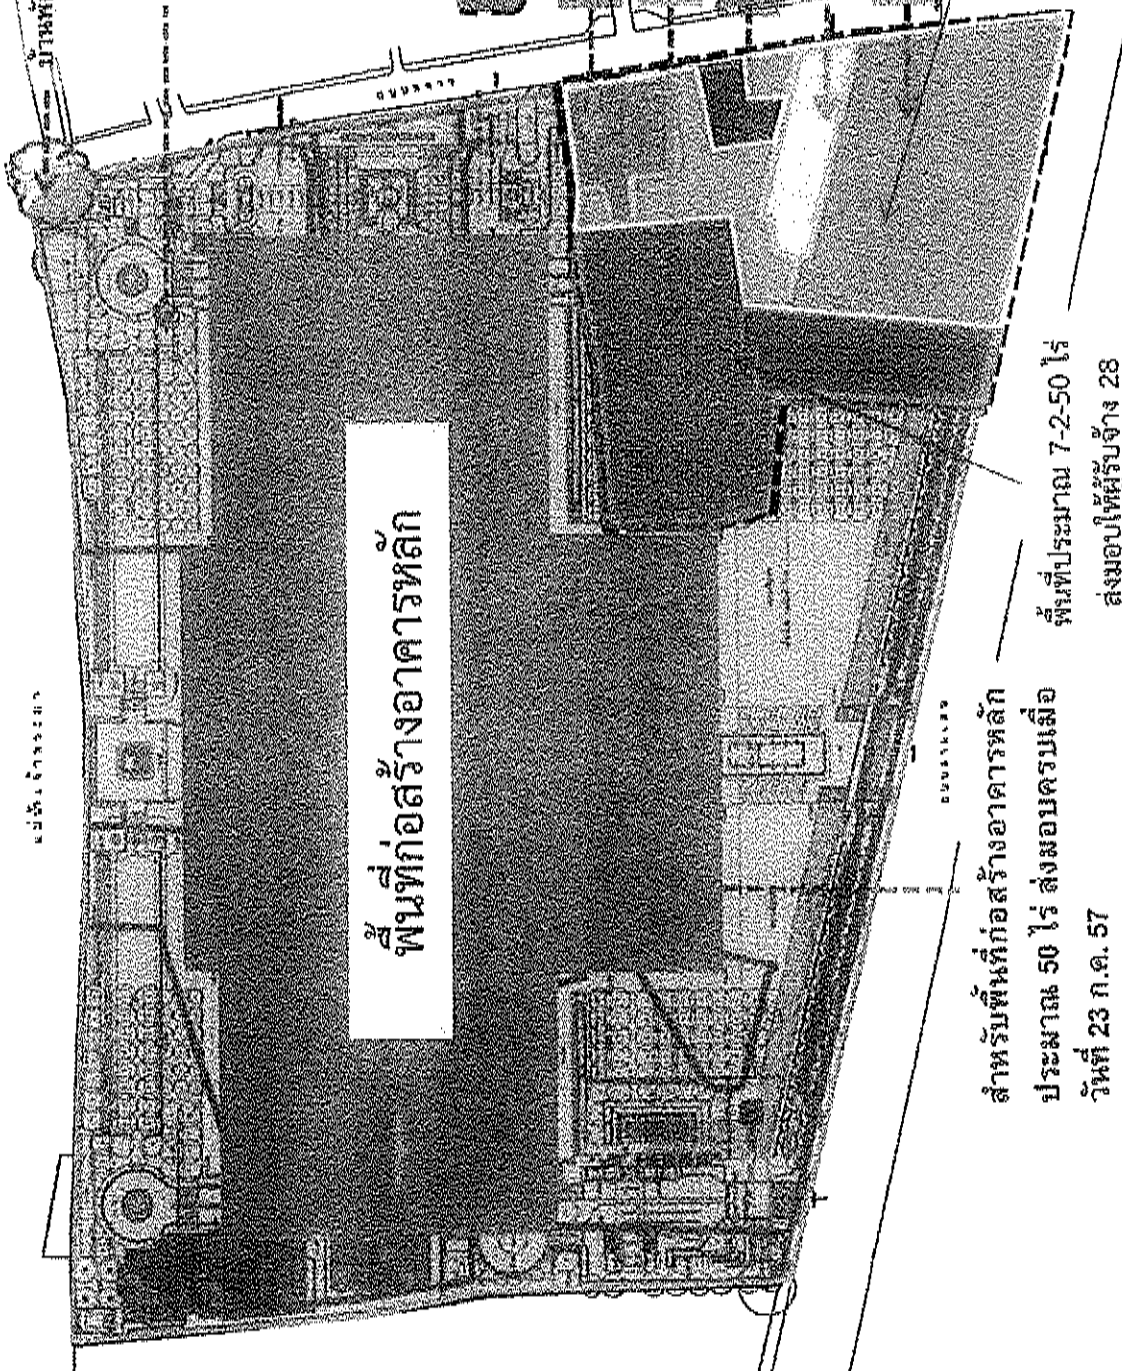 พื้นที่ก่อสร้างอาคารหลัก
สำหรับพื้นที่ก่อสร้างอาคารหลัก
ประมาณ 50 ไร่ ส่งมอบครบเมื่อ
วันที่ 23 ก.ค. 57
พื้นที่ประมาณ 7-2-50 ไร่
ส่งมอบให้ผู้รับจ้าง 28